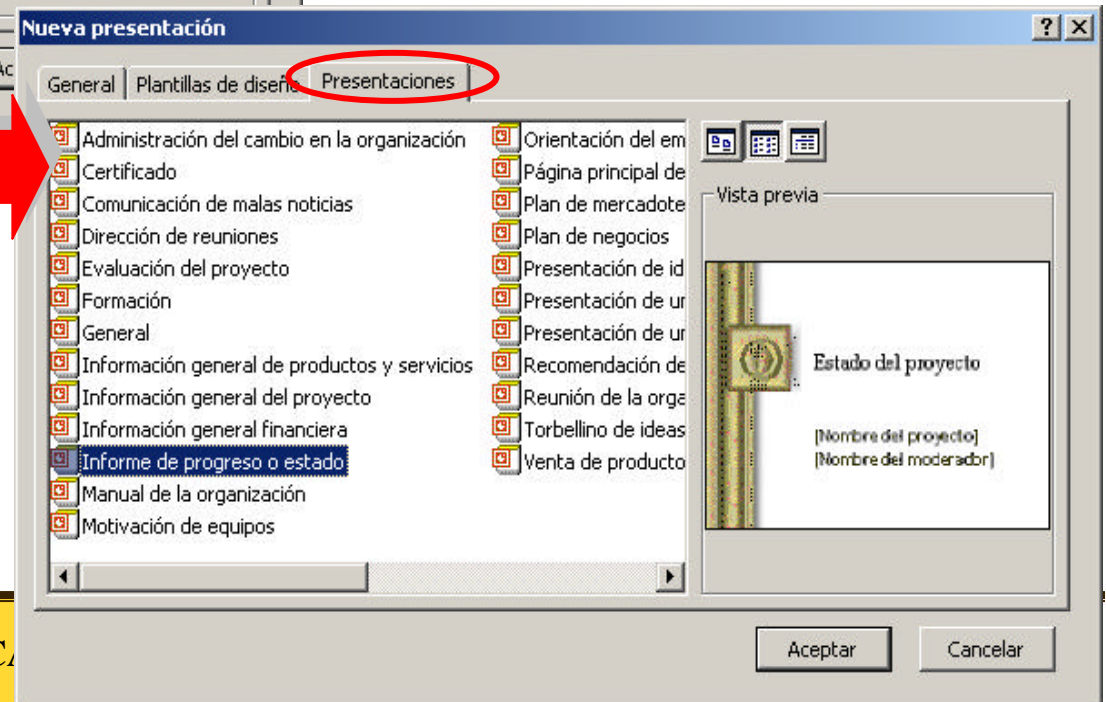 Nueva presentación
Ac
General Plantillas de diseño Presentaciones
Administración del cambio en la organización
Certificado
Comunicación de malas noticias
Dirección de reuniones
Evaluación del proyecto
Formación
General
Información general de productos y servicios
Información general del proyecto
Información general financiera
Informe de progreso o estado
Manual de la organización
Motivación de equipos
Orientación del em
Página principal de
Plan de mercadote
Plan de negocios
Presentación de id
Presentación de ur
Presentación de ur
Recomendación de
Reunión de la orga
Torbellino de ideas
Venta de producto
Vista previa
Estado del proyecto
[Nombre del proyecto]
[Nombre del moderador]
Aceptar Cancelar
CA